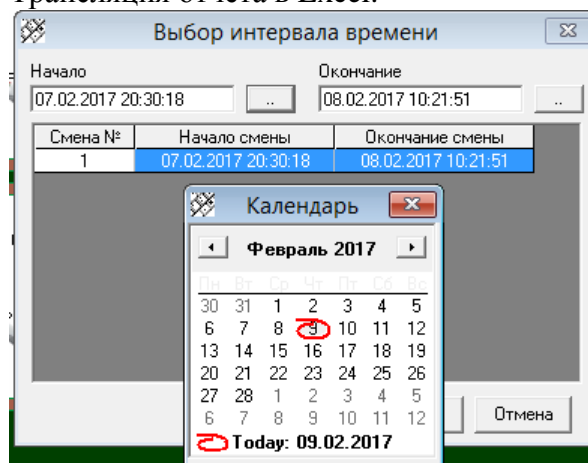 Трансляция отчета в Excel.
Выбор интервала времени
Начало Окончание
07.02.2017 20:30:18 .. 08.02.2017 10:21:51 ..
Смена № Начало смены Окончание смены
1 07.02.2017 20:30:18 08.02.2017 10:21:51
Календарь
Февраль 2017
Пн Вт Ср Чт Пт Сб Вс
30 31 1 2 3 4 5
6 7 8 9 10 11 12
13 14 15 16 17 18 19
20 21 22 23 24 25 26
27 28 1 2 3 4 5
6 7 8 9 10 11 12
Today: 09.02.2017
Отмена